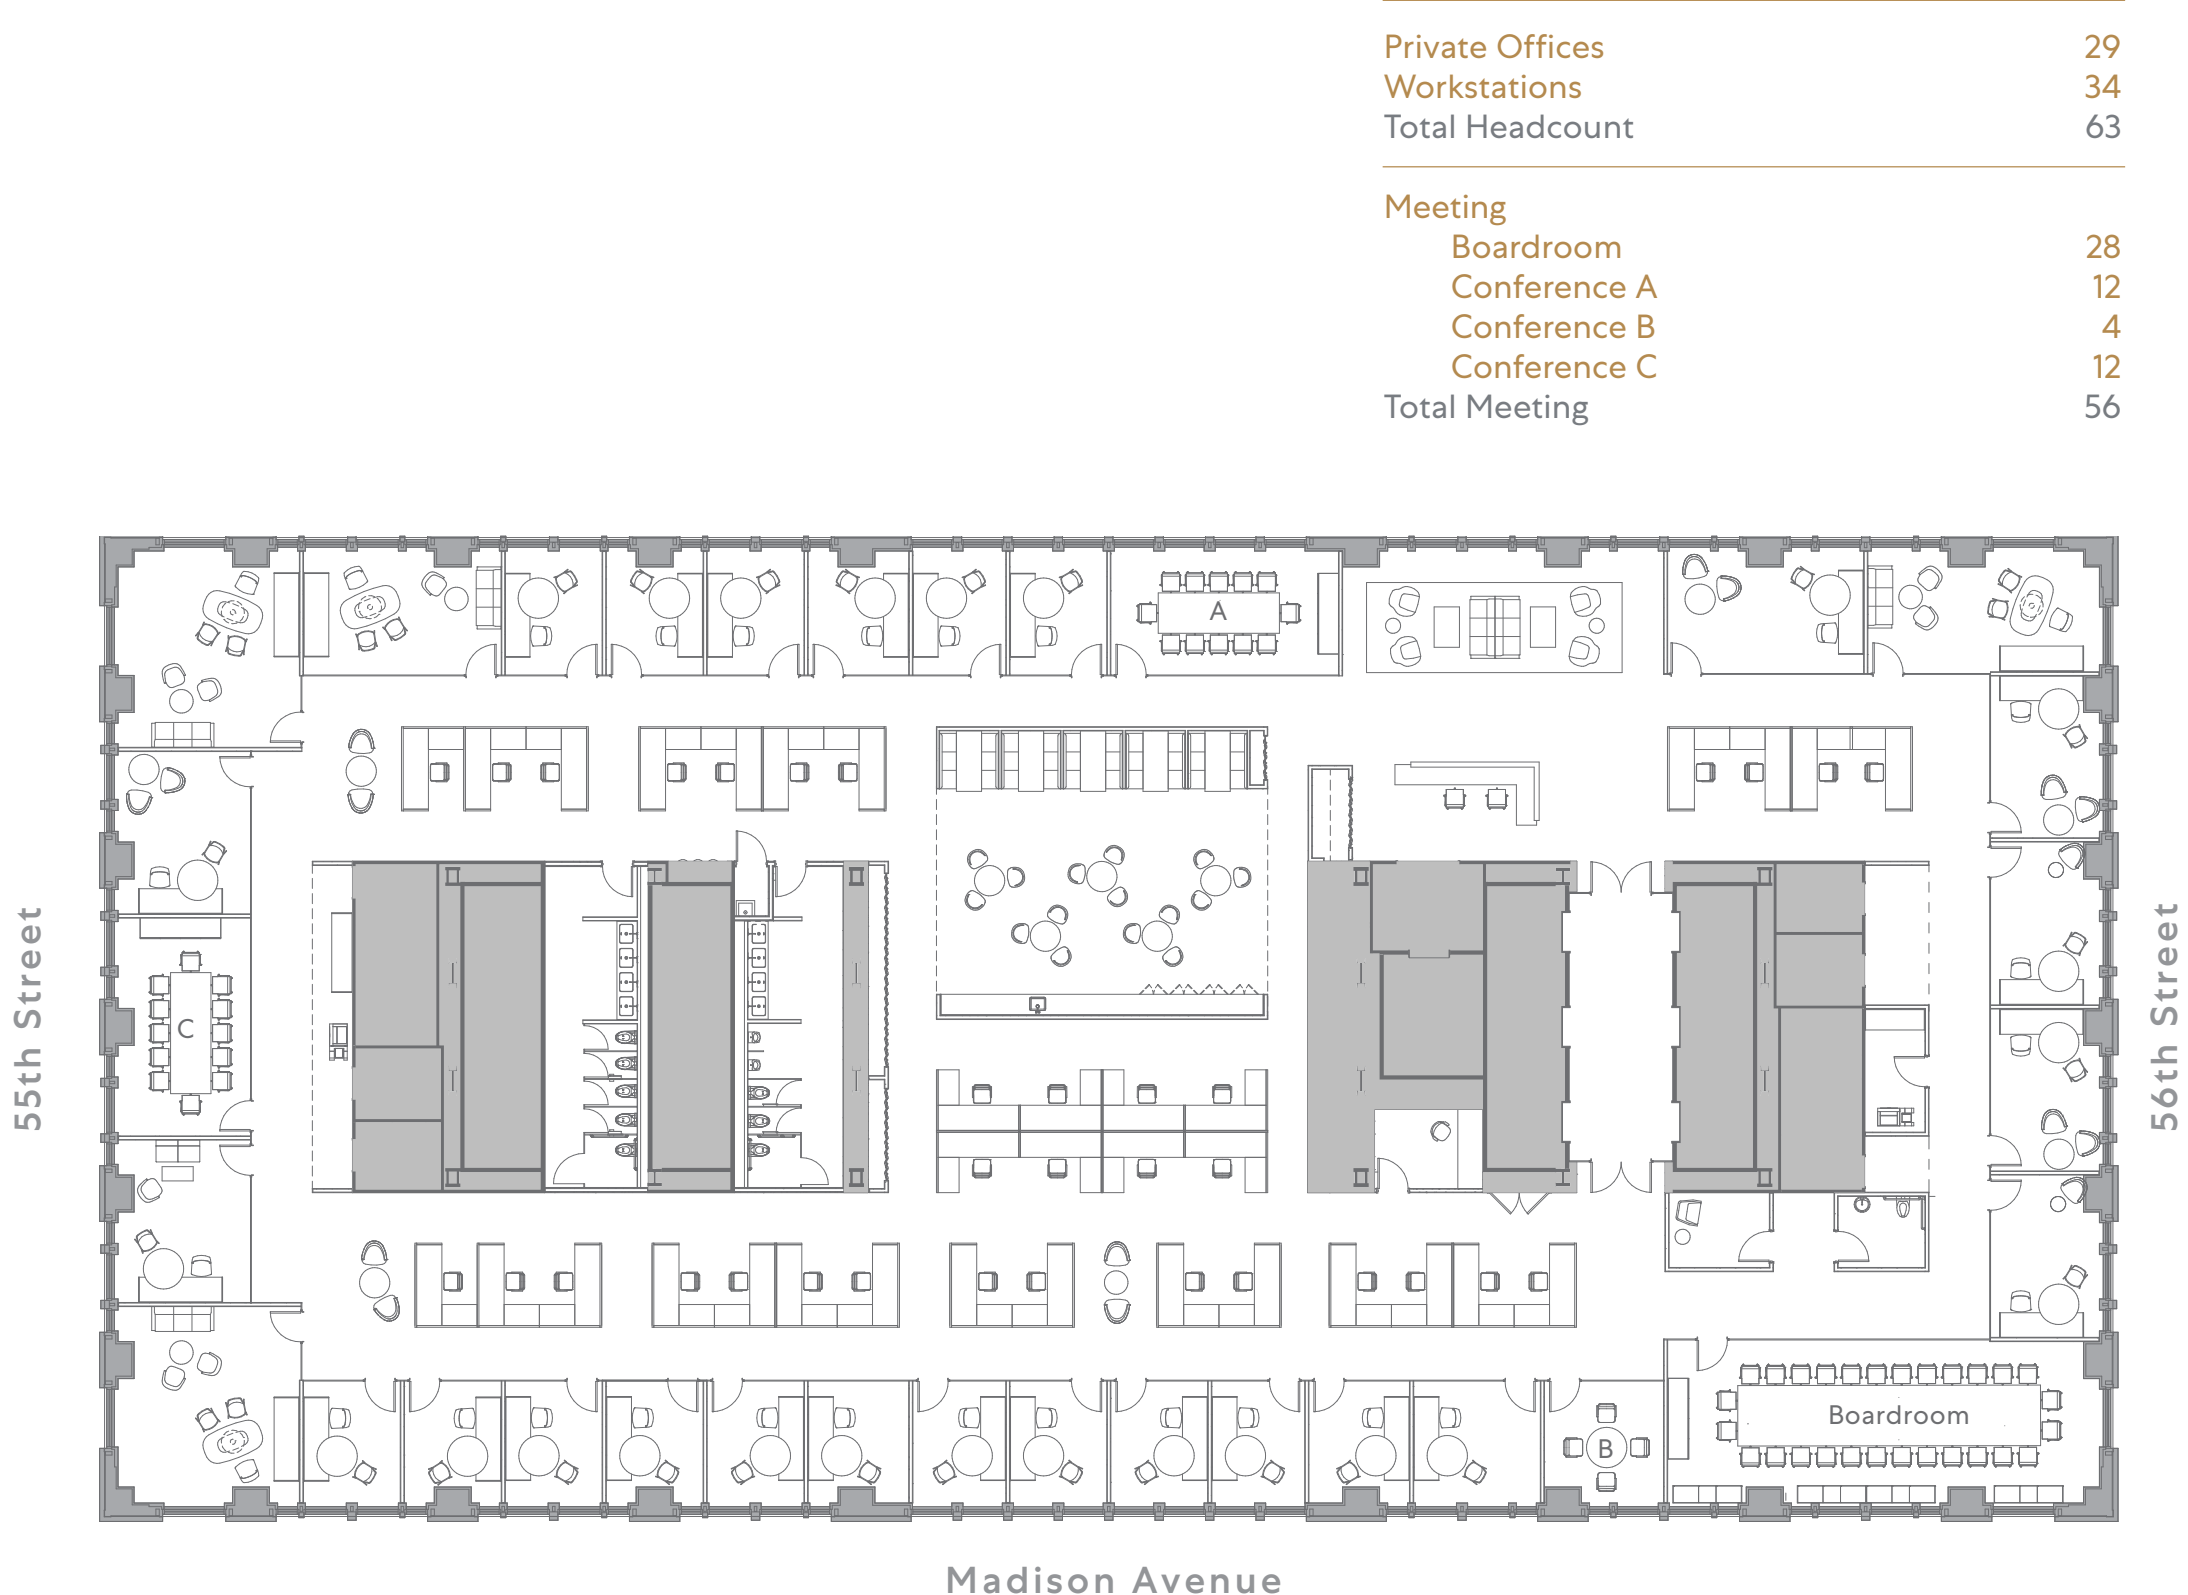 Private Offices 29
Workstations 34
Total Headcount 63
Meeting
Boardroom 28
Conference A 12
Conference B 4
Conference C 12
Total Meeting 56
A
C
B
Boardroom
55th Street
56th Street
Madison Avenue